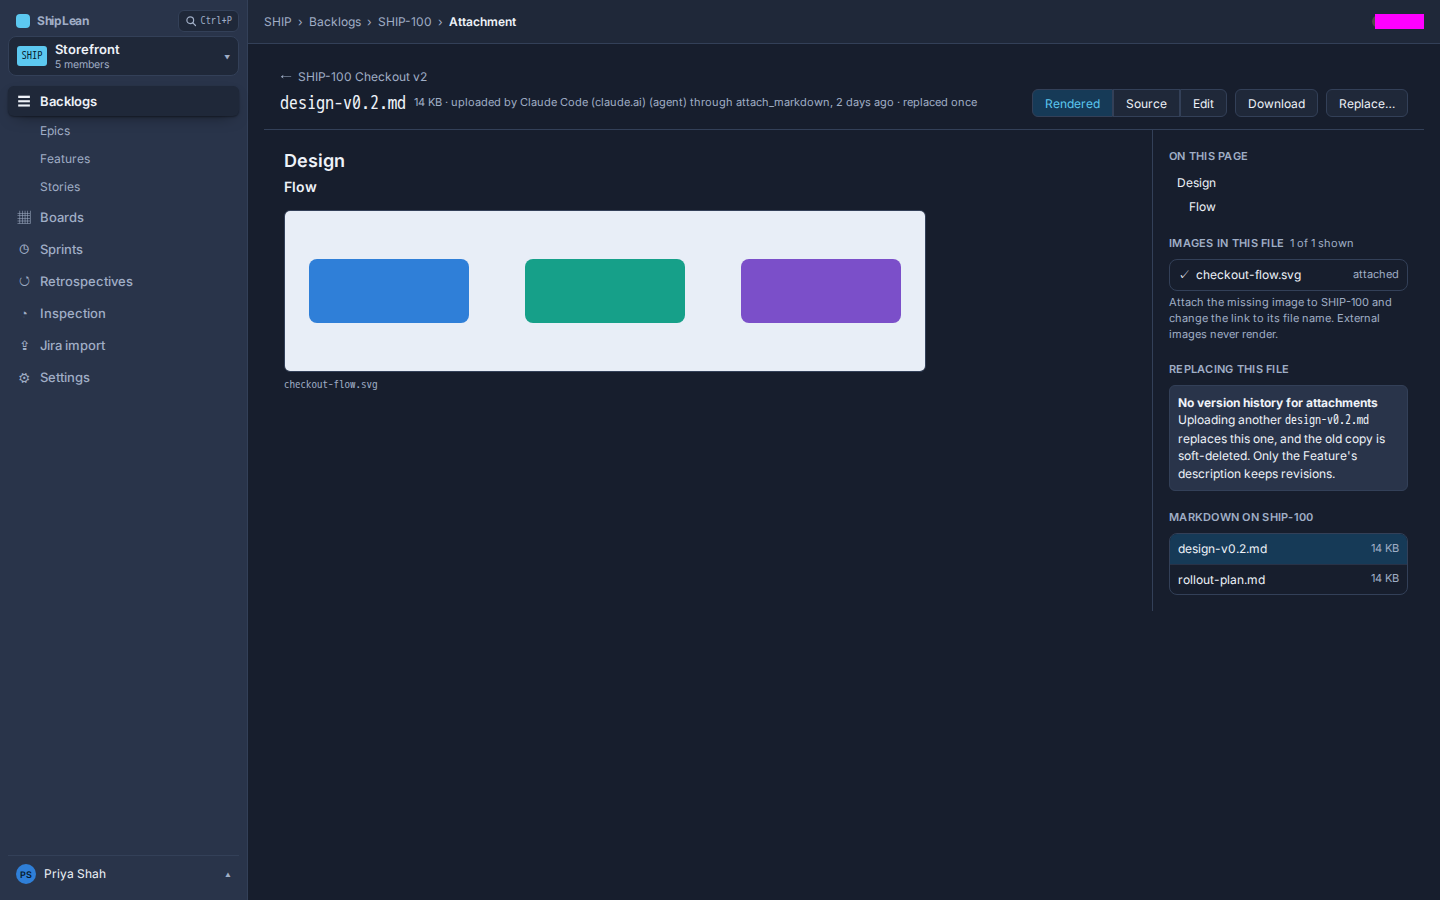 ShipLean
Ctrl+P
SHIP
Storefront
5 members
Backlogs
Epics
Features
Stories
Boards
Sprints
Retrospectives
Inspection
Jira import
Settings
PS
Priya Shah
SHIP › Backlogs › SHIP-100 › Attachment
← SHIP-100 Checkout v2
design-v0.2.md 14 KB · uploaded by Claude Code (claude.ai) (agent) through attach_markdown, 2 days ago · replaced once
Rendered Source Edit Download Replace...
Design
Flow
checkout-flow.svg
ON THIS PAGE
Design
Flow
IMAGES IN THIS FILE 1 of 1 shown
✓ checkout-flow.svg attached
Attach the missing image to SHIP-100 and
change the link to its file name. External
images never render.
REPLACING THIS FILE
No version history for attachments
Uploading another design-v0.2.md
replaces this one, and the old copy is
soft-deleted. Only the Feature's
description keeps revisions.
MARKDOWN ON SHIP-100
design-v0.2.md 14 KB
rollout-plan.md 14 KB